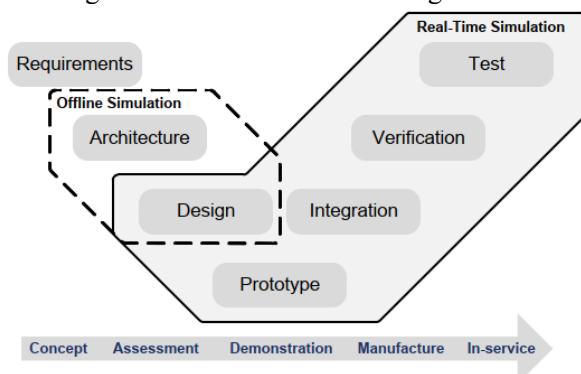 Real-Time Simulation
Requirements
Test
Offline Simulation
Architecture
Verification
Design
Integration
Prototype
Concept Assessment Demonstration Manufacture In-service